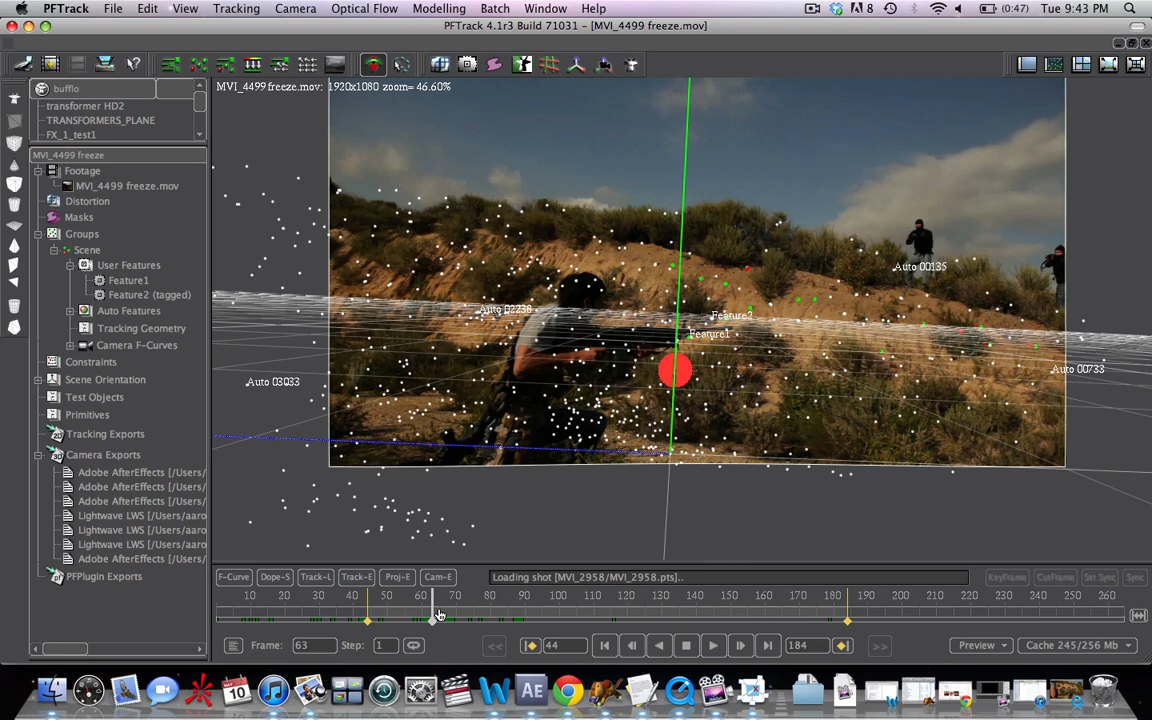 PFTrack File Edit View Tracking Camera Optical Flow Modelling Batch Window Help 8 (0:47) Tue 9:43 PM
PFTrack 4.1r3 Build 71031 - [MVI_4499 freeze.mov]
bufflo
transformer HD2
TRANSFORMERS_PLANE
FX_1_test1
MVI_4499 freeze
Footage
MVI_4499 freeze.mov
Distortion
Masks
Groups
Scene
User Features
Feature1
Feature2 (tagged)
Auto Features
Tracking Geometry
Camera F-Curves
Constraints
Scene Orientation
Test Objects
Primitives
Tracking Exports
Camera Exports
Adobe AfterEffects [/Users/
Adobe AfterEffects [/Users/
Adobe AfterEffects [/Users/
Lightwave LWS [/Users/aaro
Lightwave LWS [/Users/aaro
Lightwave LWS [/Users/aaro
Adobe AfterEffects [/Users/
PFPlugin Exports
MVI_4499 freeze.mov: 1920x1080 zoom= 46.60%
Auto 00135
Auto 02238
Feature2
Feature1
Auto 03033
Auto 00733
F-Curve Dope-S Track-L Track-E Proj-E Cam-E Loading shot [MVI_2958/MVI_2958.pts].. KeyFrame CutFrame Set Sync Sync
10 20 30 40 50 60 70 80 90 100 110 120 130 140 150 160 170 180 190 200 210 220 230 240 250 260
Frame: 63 Step: 1 << 44 184 >> Preview Cache 245/256 Mb
10 W AE